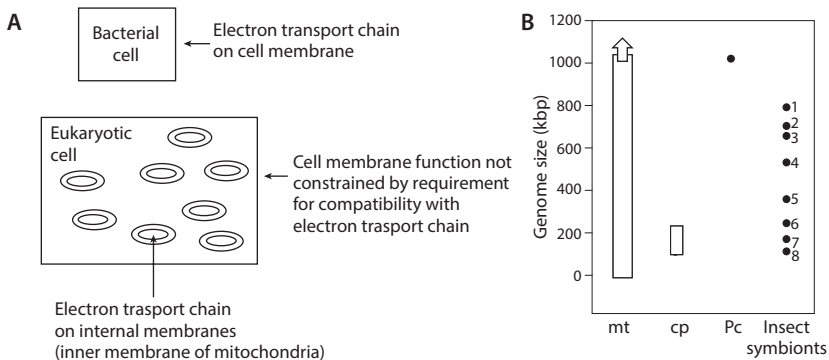 A
Bacterial
cell
Electron transport chain
on cell membrane
Eukaryotic
cell
Cell membrane function not
constrained by requirement
for compatibility with
electron trasport chain
Electron trasport chain
on internal membranes
(inner membrane of mitochondria)
B
Genome size (kbp)
1200
1000
800
600
400
200
0
1
2
3
4
5
6
7
8
mt
cp
Pc
Insect
symbionts